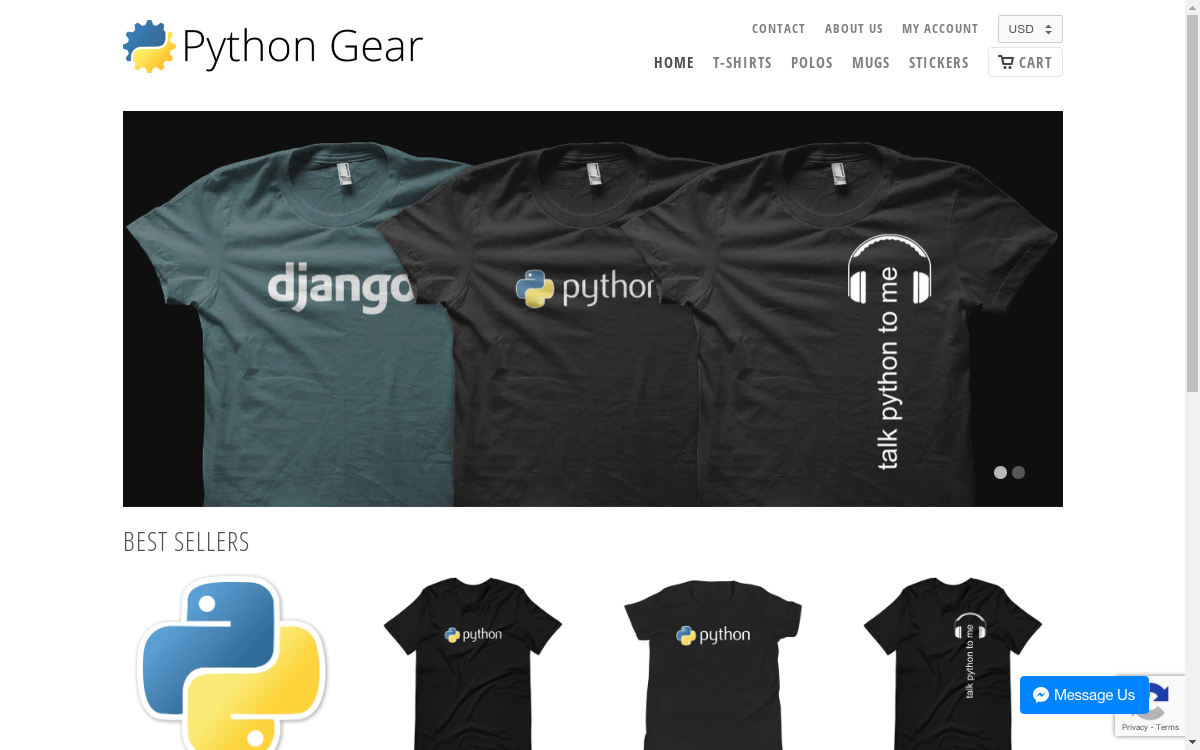 Python Gear
CONTACT ABOUT US MY ACCOUNT USD
HOME T-SHIRTS POLOS MUGS STICKERS CART
django
python
talk python to me
BEST SELLERS
python
python
talk python to me
Message Us
Privacy - Terms